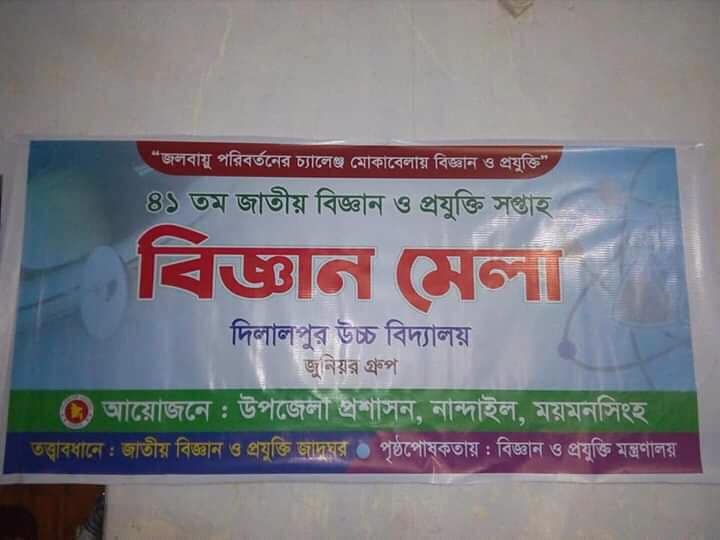 "জলবায়ু পরিবর্তনের চ্যালেঞ্জ মোকাবেলায় বিজ্ঞান ও প্রযুক্তি"
৪১ তম জাতীয় বিজ্ঞান ও প্রযুক্তি সপ্তাহ
বিজ্ঞান মেলা
দিলালপুর উচ্চ বিদ্যালয়
জুনিয়র গ্রুপ
আয়োজনে : উপজেলা প্রশাসন, নান্দাইল, ময়মনসিংহ
তত্ত্বাবধানে : জাতীয় বিজ্ঞান ও প্রযুক্তি জাদুঘর ● পৃষ্ঠপোষকতায় : বিজ্ঞান ও প্রযুক্তি মন্ত্রণালয়